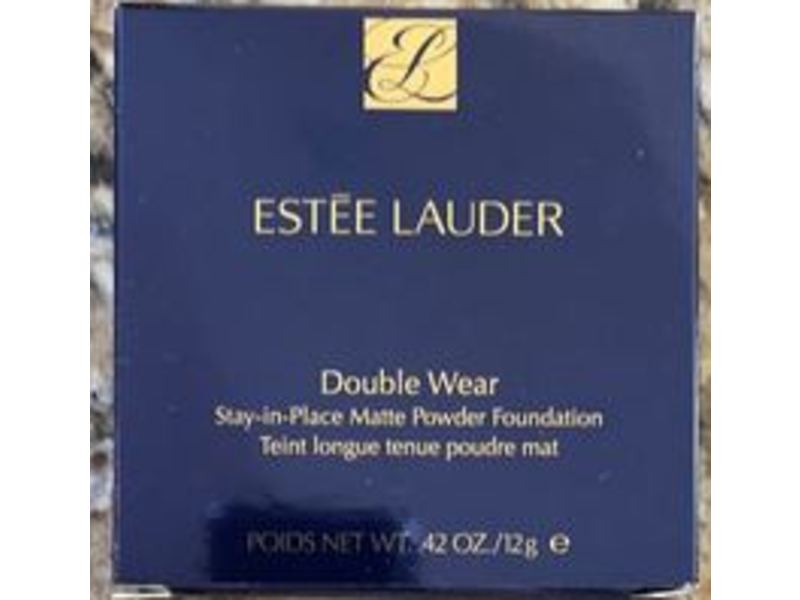 EL
ESTĒE LAUDER
Double Wear
Stay-in-Place Matte Powder Foundation
Teint longue tenue poudre mat
POIDS NET WT. .42 OZ./12g ℮